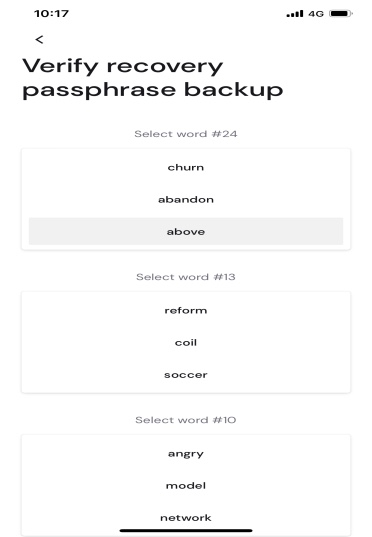 10:17
4G
<
Verify recovery
passphrase backup
Select word #24
churn
abandon
above
Select word #13
reform
coil
soccer
Select word #10
angry
model
network